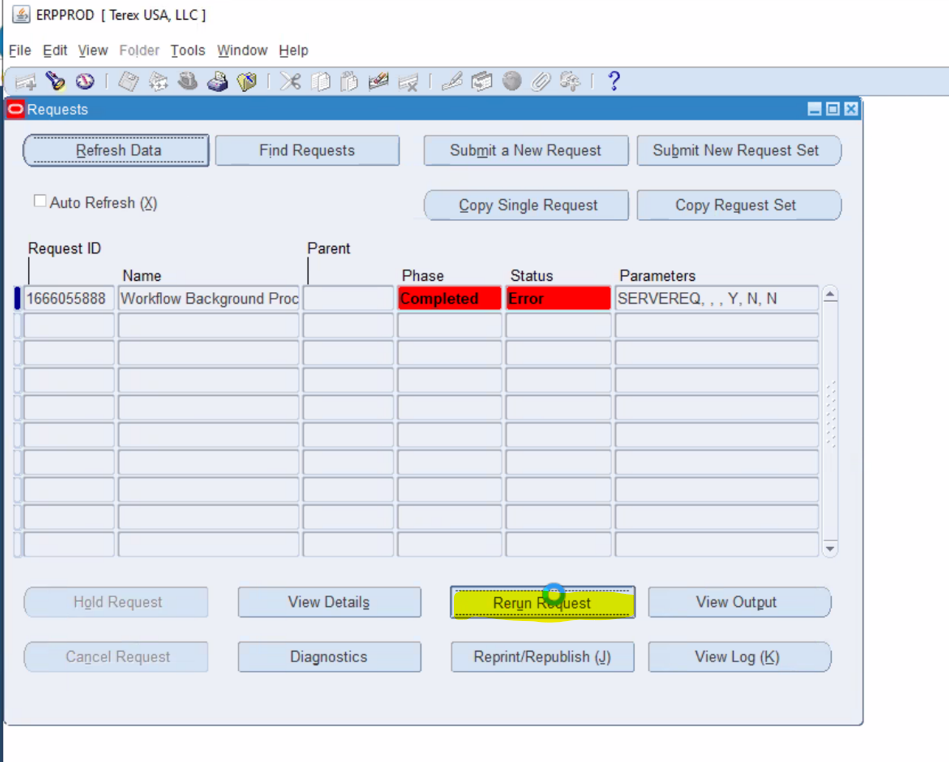 ERPPROD [ Terex USA, LLC ]
File Edit View Folder Tools Window Help
?
Requests
Refresh Data Find Requests Submit a New Request Submit New Request Set
Auto Refresh (X) Copy Single Request Copy Request Set
Request ID Parent
Name Phase Status Parameters
1666055888 Workflow Background Proc Completed Error SERVEREQ, , , Y, N, N
Hold Request View Details Rerun Request View Output
Cancel Request Diagnostics Reprint/Republish (J) View Log (K)